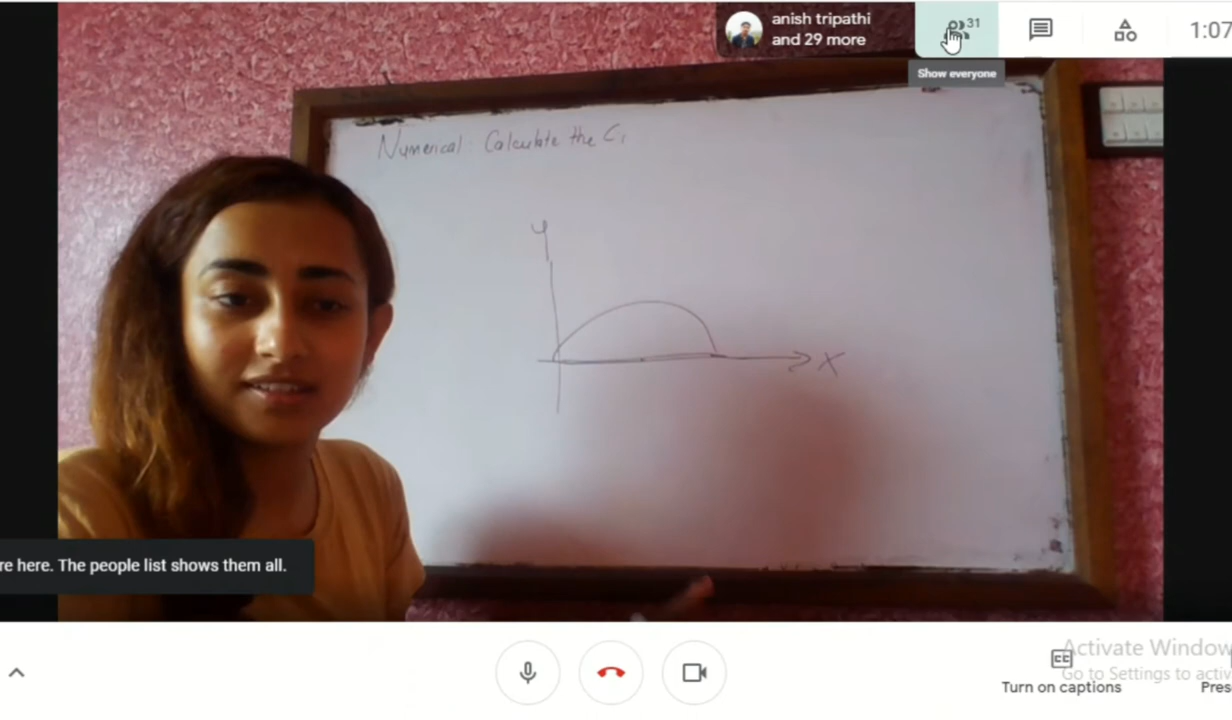 anish tripathi
and 29 more
31
1:07
Show everyone
Numerical: Calculate the C
y
X
re here. The people list shows them all.
Activate Window
Go to Settings to activ
Turn on captions
Pres